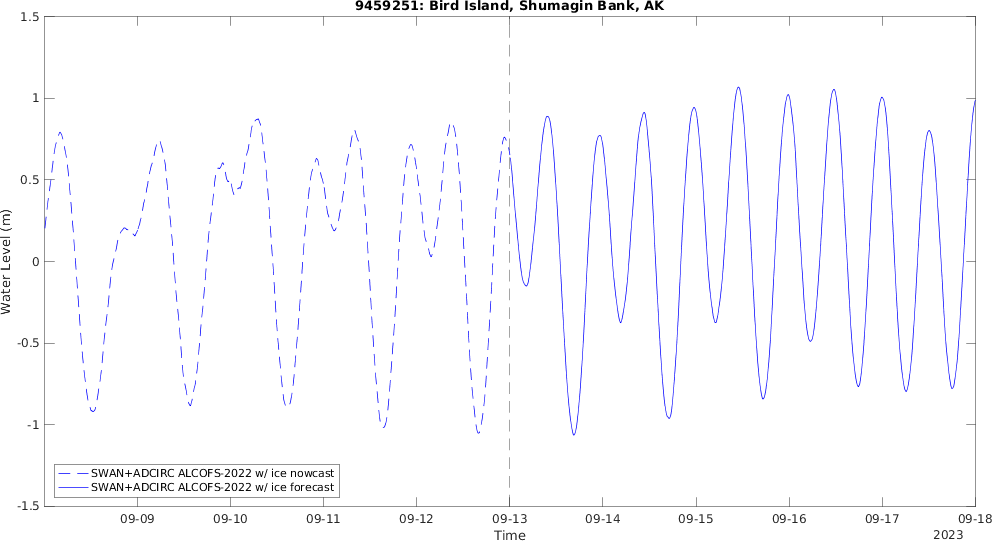 9459251: Bird Island, Shumagin Bank, AK
1.5
1
0.5
0
-0.5
-1
-1.5
Water Level (m)
SWAN+ADCIRC ALCOFS-2022 w/ ice nowcast
SWAN+ADCIRC ALCOFS-2022 w/ ice forecast
09-09 09-10 09-11 09-12 09-13 09-14 09-15 09-16 09-17 09-18
Time
2023